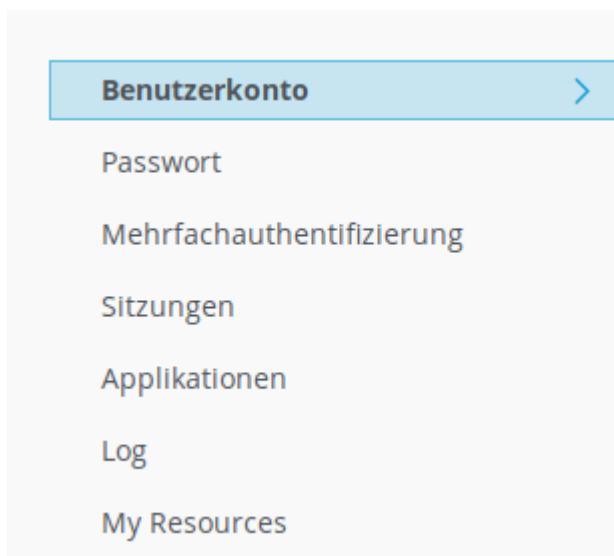 Benutzerkonto
Passwort
Mehrfachauthentifizierung
Sitzungen
Applikationen
Log
My Resources